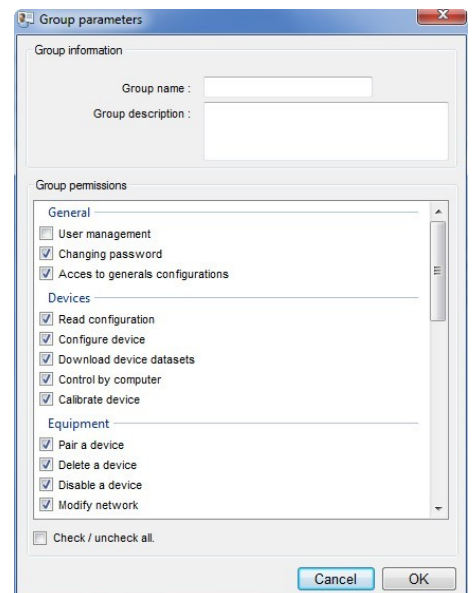 Group parameters
Group information
Group name :
Group description :
Group permissions
General
User management
Changing password
Acces to generals configurations
Devices
Read configuration
Configure device
Download device datasets
Control by computer
Calibrate device
Equipment
Pair a device
Delete a device
Disable a device
Modify network
Check / uncheck all.
Cancel OK